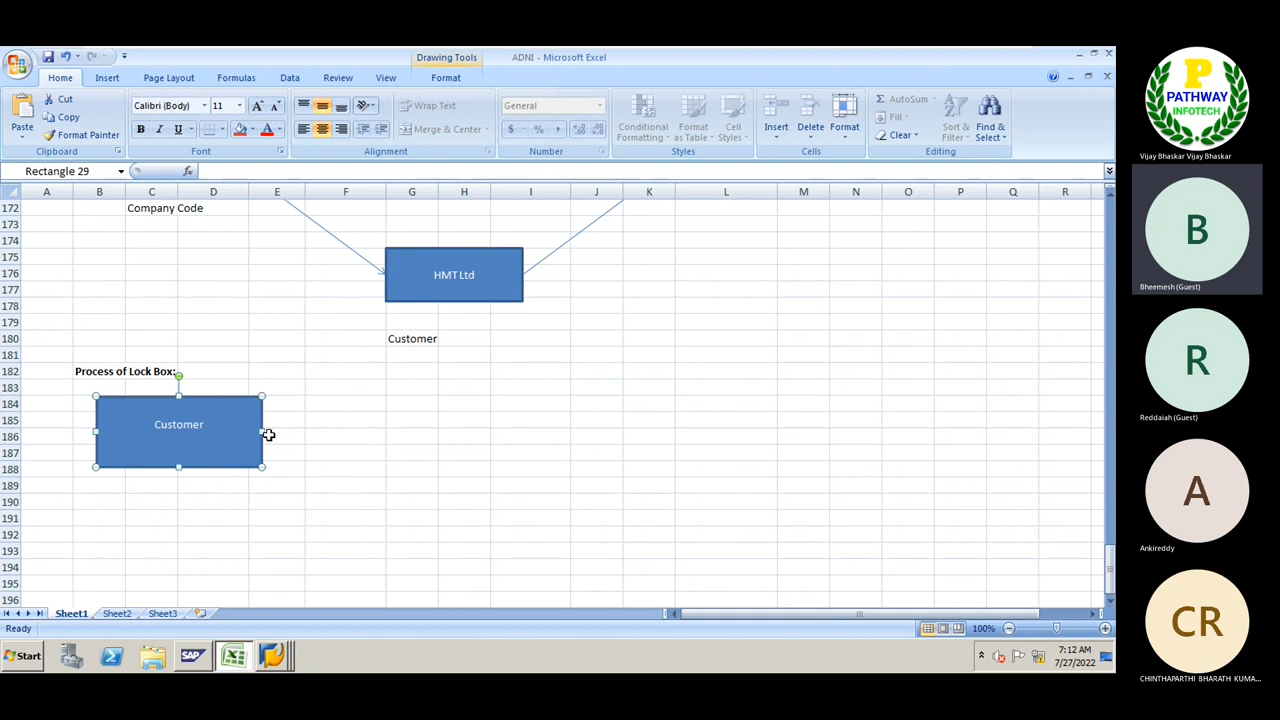 Drawing Tools
ADNI - Microsoft Excel
Home Insert Page Layout Formulas Data Review View Format
Paste
Cut
Copy
Format Painter
Clipboard
Calibri (Body) 11
B I U
Font
Wrap Text
Merge & Center
Alignment
General
$ % ,
Number
Conditional Formatting
Format as Table
Cell Styles
Styles
Insert
Delete
Format
Cells
AutoSum
Fill
Clear
Sort & Filter
Find & Select
Editing
Rectangle 29
fx
A B C D E F G H I J K L M N O P Q R
172 Company Code
173
174
175
176 HMT Ltd
177
178
179
180 Customer
181
182 Process of Lock Box:
183
184
185 Customer
186
187
188
189
190
191
192
193
194
195
196
Sheet1 Sheet2 Sheet3
Ready
100%
Start
SAP
7:12 AM
7/27/2022
P
PATHWAY
INFOTECH
Vijay Bhaskar Vijay Bhaskar
B
Bheemesh (Guest)
R
Reddaiah (Guest)
A
Ankireddy
CR
CHINTHAPARTHI BHARATH KUMA...